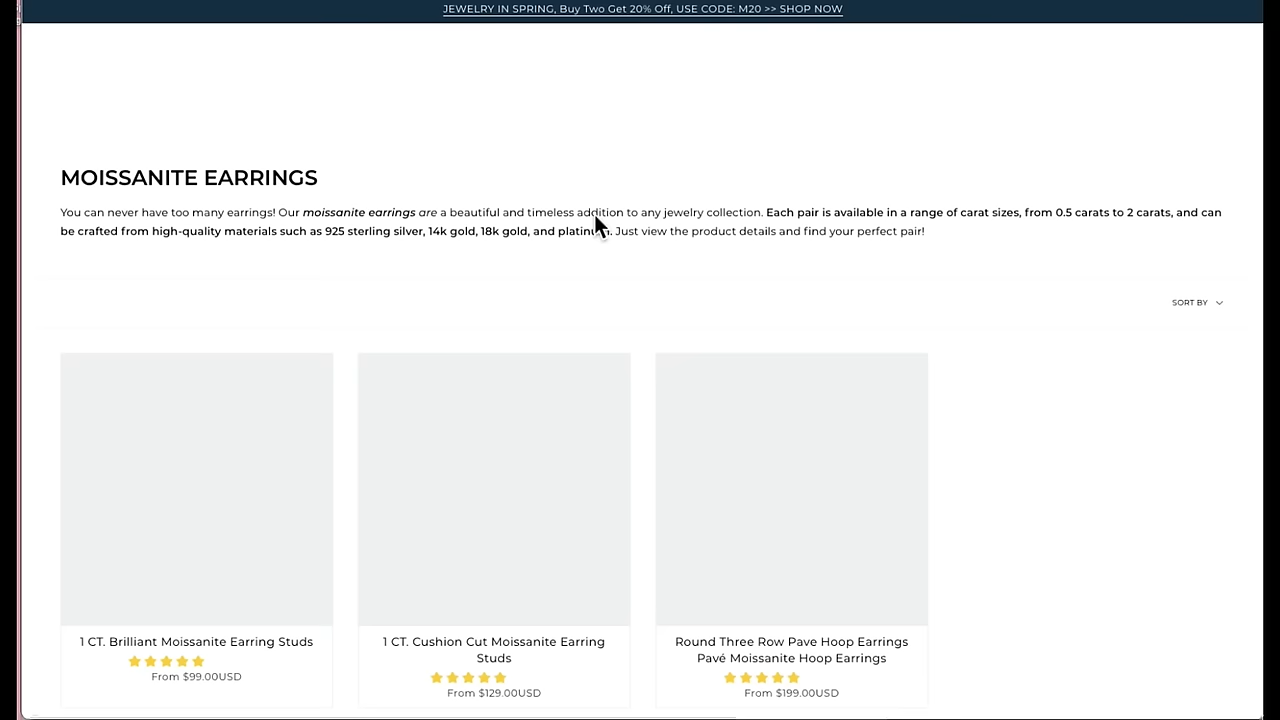 JEWELRY IN SPRING, Buy Two Get 20% Off, USE CODE: M20 >> SHOP NOW
MOISSANITE EARRINGS
You can never have too many earrings! Our moissanite earrings are a beautiful and timeless addition to any jewelry collection. Each pair is available in a range of carat sizes, from 0.5 carats to 2 carats, and can
be crafted from high-quality materials such as 925 sterling silver, 14k gold, 18k gold, and platinum. Just view the product details and find your perfect pair!
SORT BY
1 CT. Brilliant Moissanite Earring Studs
From $99.00USD
1 CT. Cushion Cut Moissanite Earring
Studs
From $129.00USD
Round Three Row Pave Hoop Earrings
Pavé Moissanite Hoop Earrings
From $199.00USD